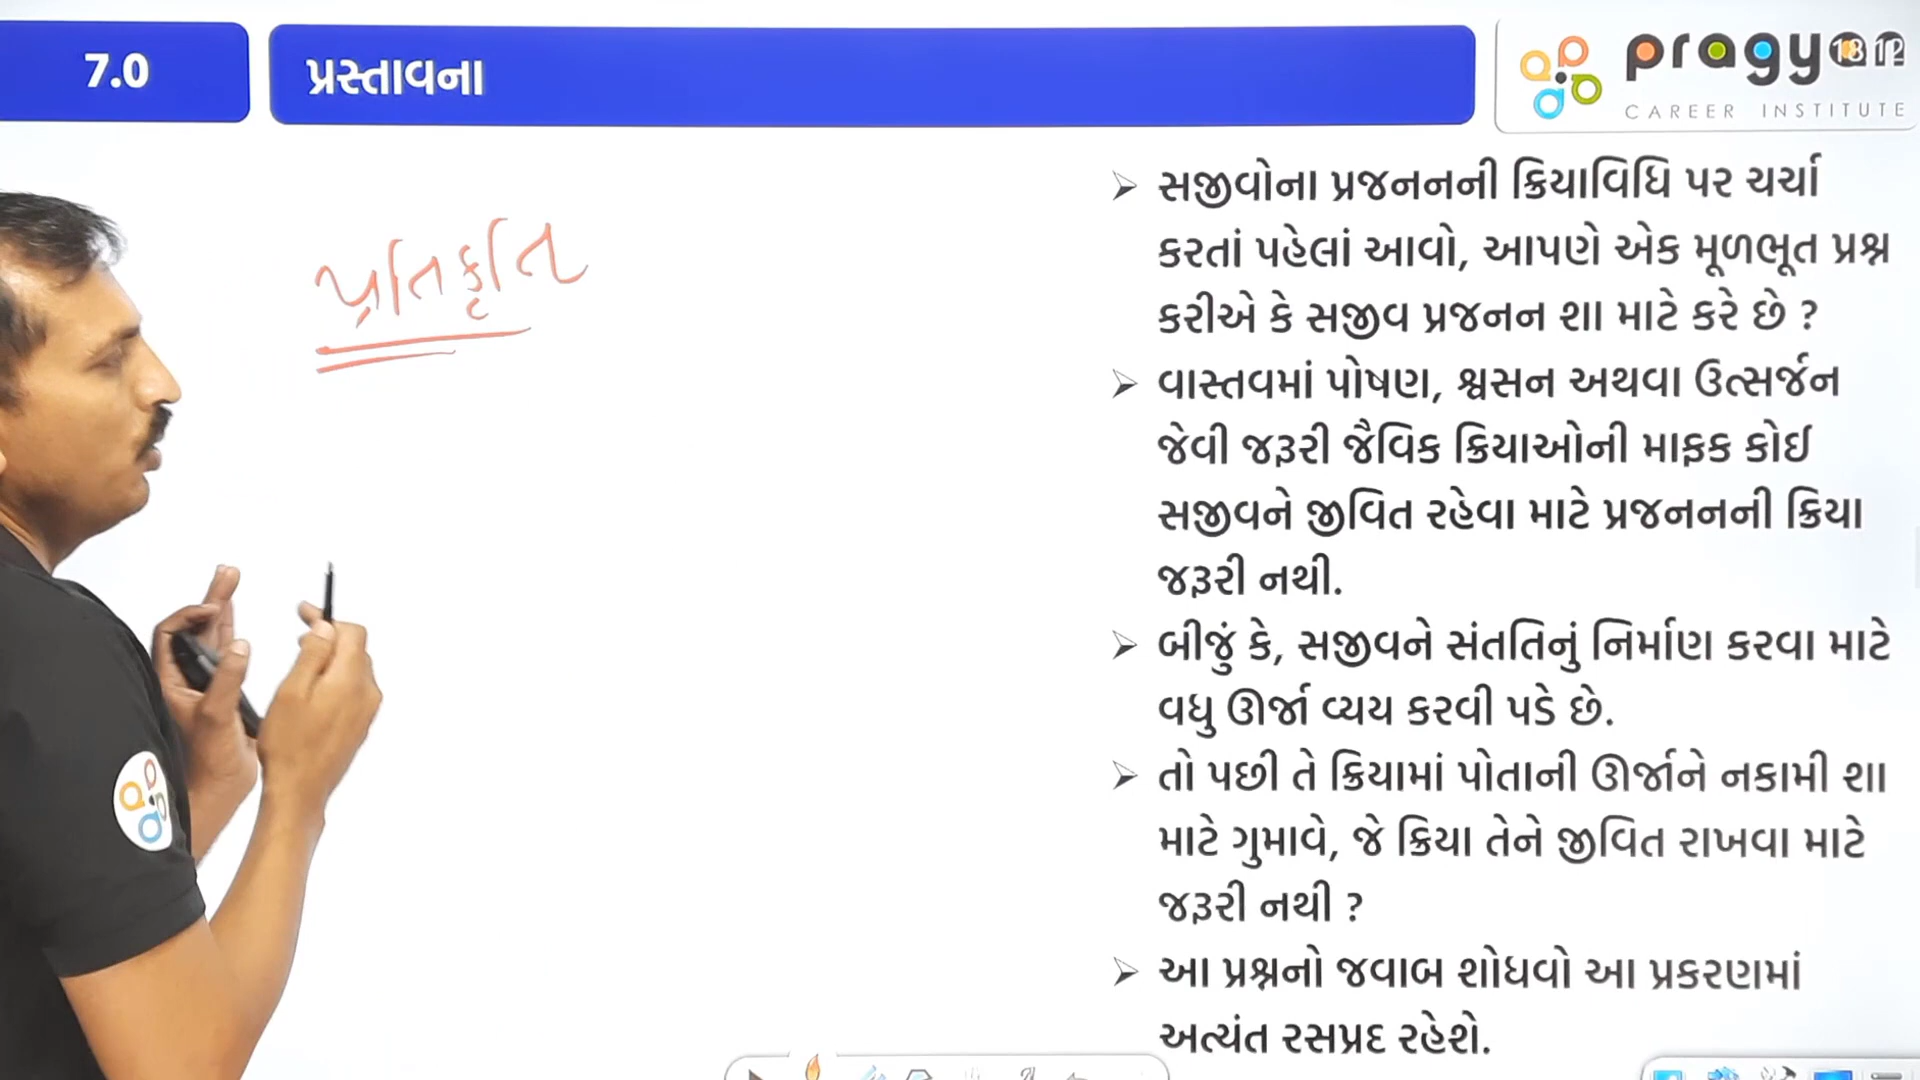 7.0
પ્રસ્તાવના
pragyan
CAREER INSTITUTE
પ્રતિકૃતિ
➢ સજીવોના પ્રજનનની ક્રિયાવિધિ પર ચર્ચા
કરતાં પહેલાં આવો, આપણે એક મૂળભૂત પ્રશ્ન
કરીએ કે સજીવ પ્રજનન શા માટે કરે છે ?
➢ વાસ્તવમાં પોષણ, શ્વસન અથવા ઉત્સર્જન
જેવી જરૂરી જૈવિક ક્રિયાઓની માફક કોઈ
સજીવને જીવિત રહેવા માટે પ્રજનનની ક્રિયા
જરૂરી નથી.
➢ બીજું કે, સજીવને સંતતિનું નિર્માણ કરવા માટે
વધુ ઊર્જા વ્યય કરવી પડે છે.
➢ તો પછી તે ક્રિયામાં પોતાની ઊર્જાને નકામી શા
માટે ગુમાવે, જે ક્રિયા તેને જીવિત રાખવા માટે
જરૂરી નથી ?
➢ આ પ્રશ્નનો જવાબ શોધવો આ પ્રકરણમાં
અત્યંત રસપ્રદ રહેશે.